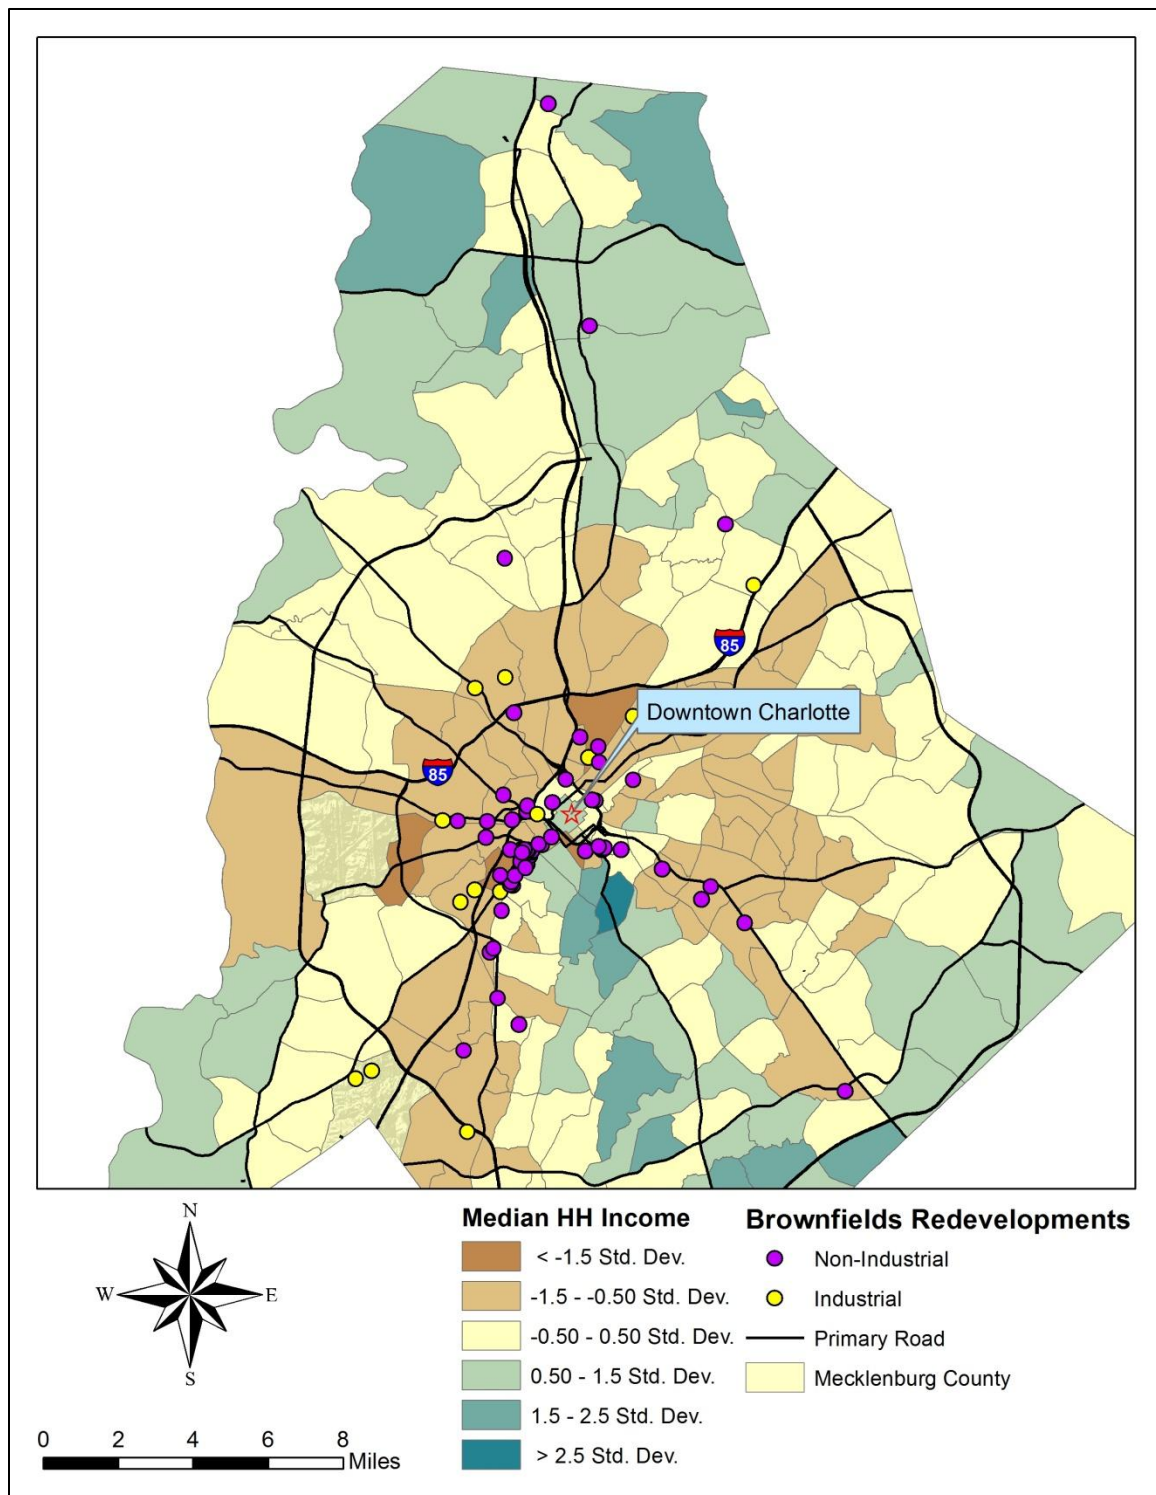 85
Downtown Charlotte
85
N
W E
S
0 2 4 6 8
Miles
Median HH Income
< -1.5 Std. Dev.
-1.5 - -0.50 Std. Dev.
-0.50 - 0.50 Std. Dev.
0.50 - 1.5 Std. Dev.
1.5 - 2.5 Std. Dev.
> 2.5 Std. Dev.
Brownfields Redevelopments
Non-Industrial
Industrial
Primary Road
Mecklenburg County